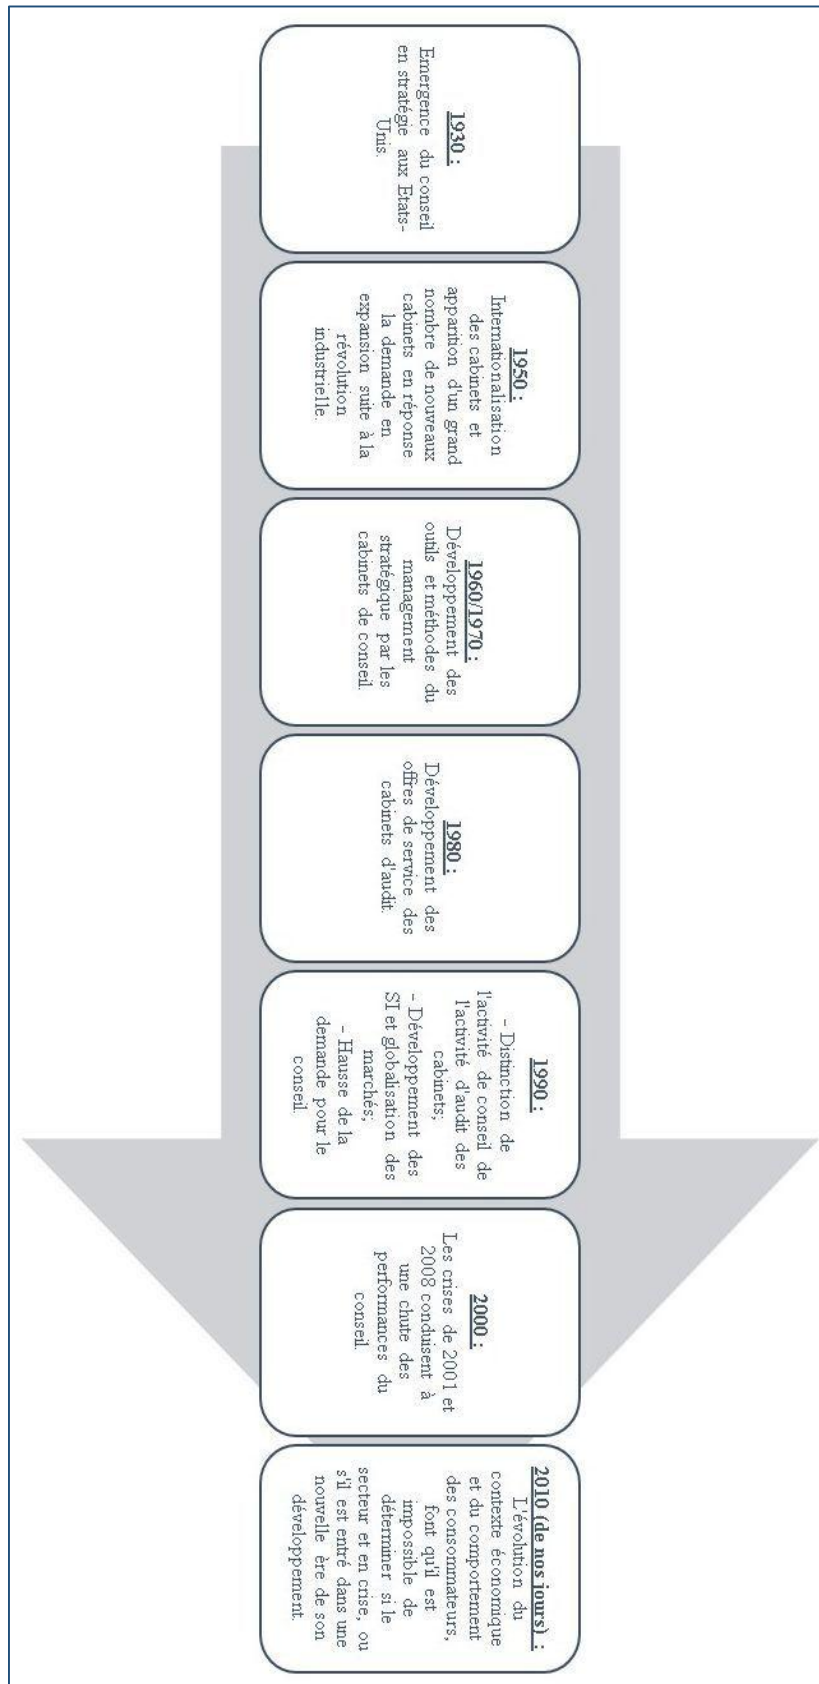 1930 :
Emergence du conseil
en stratégie aux Etats-
Unis.
1950 :
Internationalisation
des cabinets et
apparition d'un grand
nombre de nouveaux
cabinets en réponse
la demande en
expansion suite à la
révolution
industrielle.
1960/1970 :
Développement des
outils et méthodes du
management
stratégique par les
cabinets de conseil.
1980 :
Développement des
offres de service des
cabinets d'audit.
1990 :
- Distinction de
l'activité de conseil de
l'activité d'audit des
cabinets;
- Développement des
SI et globalisation des
marchés;
- Hausse de la
demande pour le
conseil.
2000 :
Les crises de 2001 et
2008 conduisent à
une chute des
performances du
conseil.
2010 (de nos jours) :
L'évolution du
contexte économique
et du comportement
des consommateurs,
font qu'il est
impossible de
déterminer si le
secteur et en crise, ou
s'il est entré dans une
nouvelle ère de son
développement.